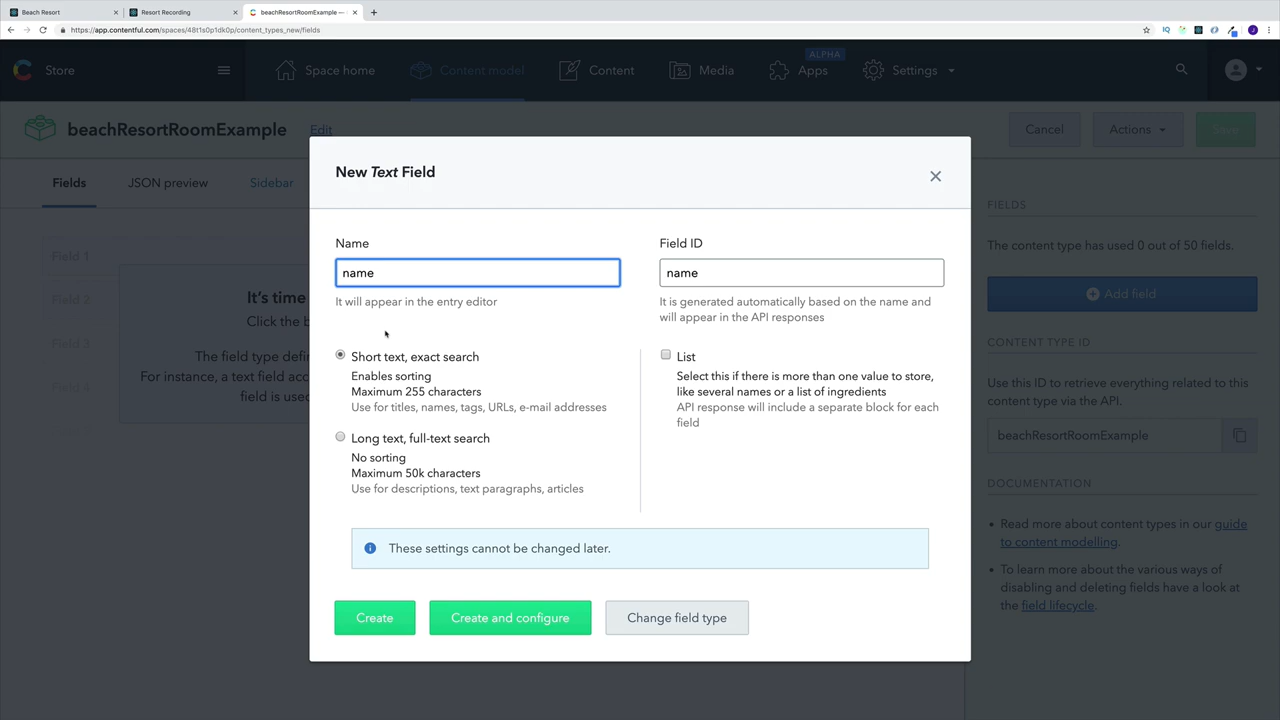 Beach Resort
Resort Recording
beachResortRoomExample —
https://app.contentful.com/spaces/48t1s0p1dk0p/content_types_new/fields
Store
Space home
Content model
Content
Media
ALPHA
Apps
Settings
beachResortRoomExample
Edit
Cancel
Actions
Save
Fields
JSON preview
Sidebar
Field 1
Field 2
Field 3
It's time
Click the b
The field type defin
For instance, a text field acc
field is used
New Text Field
Name
name
It will appear in the entry editor
Field ID
name
It is generated automatically based on the name and
will appear in the API responses
Short text, exact search
Enables sorting
Maximum 255 characters
Use for titles, names, tags, URLs, e-mail addresses
Long text, full-text search
No sorting
Maximum 50k characters
Use for descriptions, text paragraphs, articles
List
Select this if there is more than one value to store,
like several names or a list of ingredients
API response will include a separate block for each
field
These settings cannot be changed later.
Create
Create and configure
Change field type
FIELDS
The content type has used 0 out of 50 fields.
Add field
CONTENT TYPE ID
Use this ID to retrieve everything related to this
content type via the API.
beachResortRoomExample
DOCUMENTATION
Read more about content types in our guide
to content modelling.
To learn more about the various ways of
disabling and deleting fields have a look at
the field lifecycle.